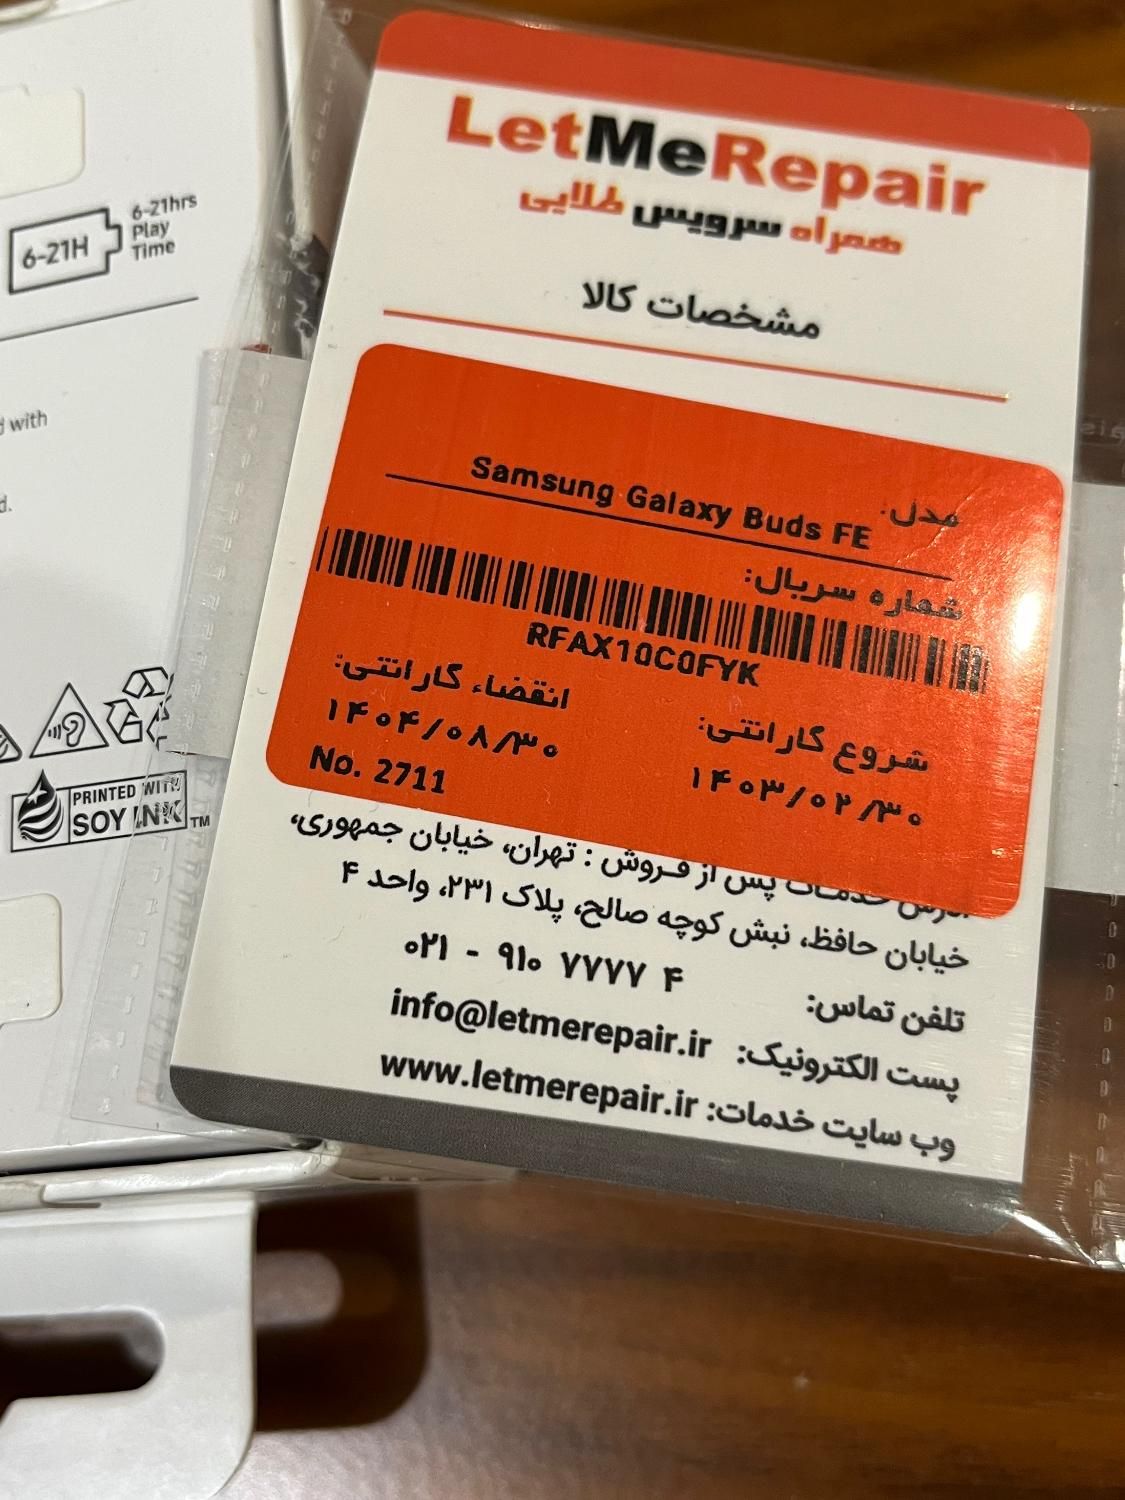 6-21H
6-21hrs
Play
Time
with
d.
PRINTED WITH
SOY INK™
LetMeRepair
همراه سرویس طلایی
مشخصات کالا
مدل: Samsung Galaxy Buds FE
شماره سریال:
RFAX10C0FYK
شروع گارانتی:
۱۴۰۳/۰۲/۳۰
انقضاء گارانتی:
۱۴۰۴/۰۸/۳۰
No. 2711
آدرس خدمات پس از فروش : تهران، خیابان جمهوری،
خیابان حافظ، نبش کوچه صالح، پلاک ۲۳۱، واحد ۴
تلفن تماس: ۰۲۱ - ۹۱۰ ۷۷۷۷ ۴
پست الکترونیک: info@letmerepair.ir
وب سایت خدمات: www.letmerepair.ir